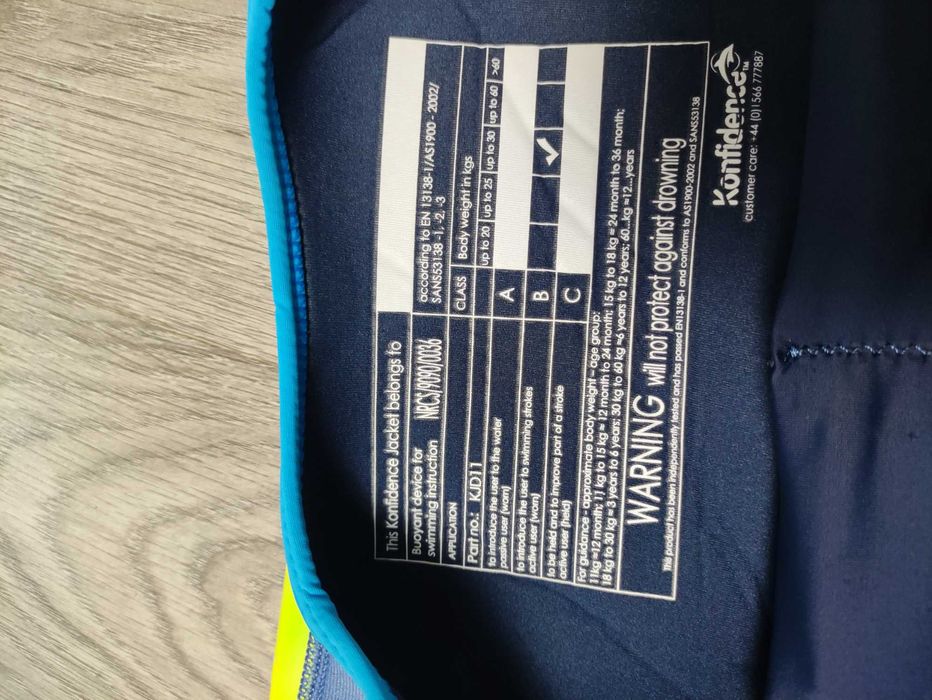 This Konfidence Jacket belongs to
Buoyant device for
swimming instruction
NRCS/9090/0036
according to EN 13138-1/AS1900 - 2002/
SANS53138 -1, -2, -3
APPLICATION
CLASS
Body weight in kgs
Part no.: KJD11
up to 20
up to 25
up to 30
up to 60
>60
to introduce the user to the water
passive user (worn)
A
to introduce the user to swimming strokes
active user (worn)
B
✓
to be held and to improve part of a stroke
active user (held)
C
For guidance - approximate body weight - age group:
11kg=12 month; 11 kg to 15 kg ≈ 12 month to 24 month; 15 kg to 18 kg ≈ 24 month to 36 month;
18 kg to 30 kg ≈ 3 years to 6 years; 30 kg to 60 kg ≈6 years to 12 years; 60...kg ≈12...years
WARNING will not protect against drowning
This product has been independently tested and has passed EN13138-1 and conforms to AS1900-2002 and SANS53138
Konfidence™
customer care: +44 (0)1566 777887